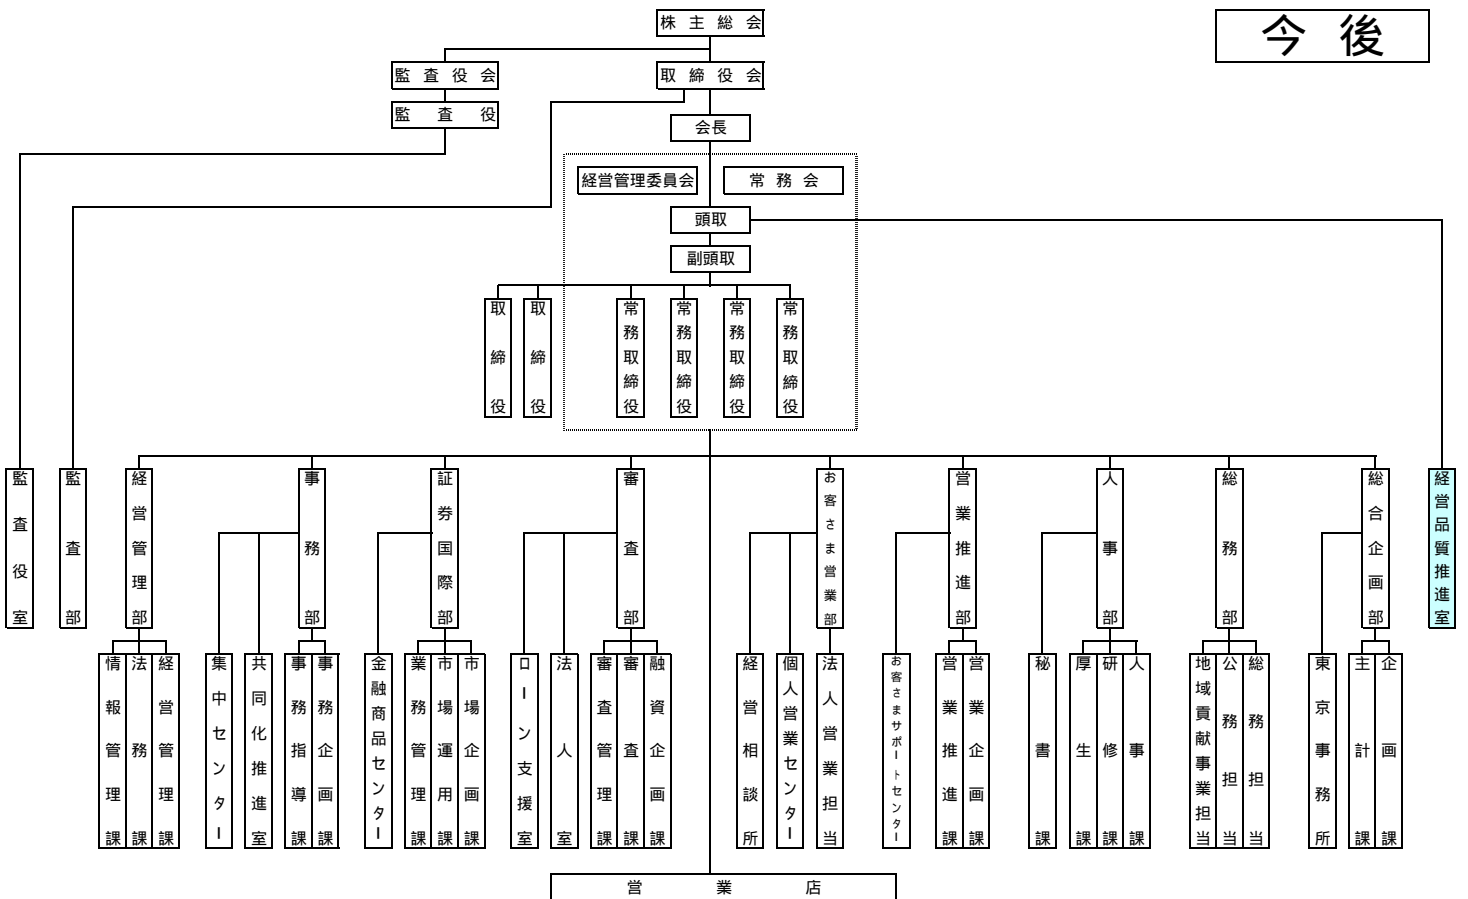 今後
株主総会
監査役会
取締役会
監査役
会長
経営管理委員会
常務会
頭取
副頭取
取締役
取締役
常務取締役
常務取締役
常務取締役
常務取締役
監査役室
監査部
経営管理部
事務部
証券国際部
審査部
お客さま営業部
営業推進部
人事部
総務部
総合企画部
経営品質推進室
情報管理課
法務課
経営管理課
集中センター
共同化推進室
事務指導課
事務企画課
金融商品センター
業務管理課
市場運用課
市場企画課
ローン支援室
法人室
審査管理課
審査課
融資企画課
経営相談所
個人営業センター
法人営業担当
お客さまサポートセンター
営業推進課
営業企画課
秘書課
厚生課
研修課
人事課
地域貢献事業担当
公務担当
総務担当
東京事務所
主計課
企画課
営業店